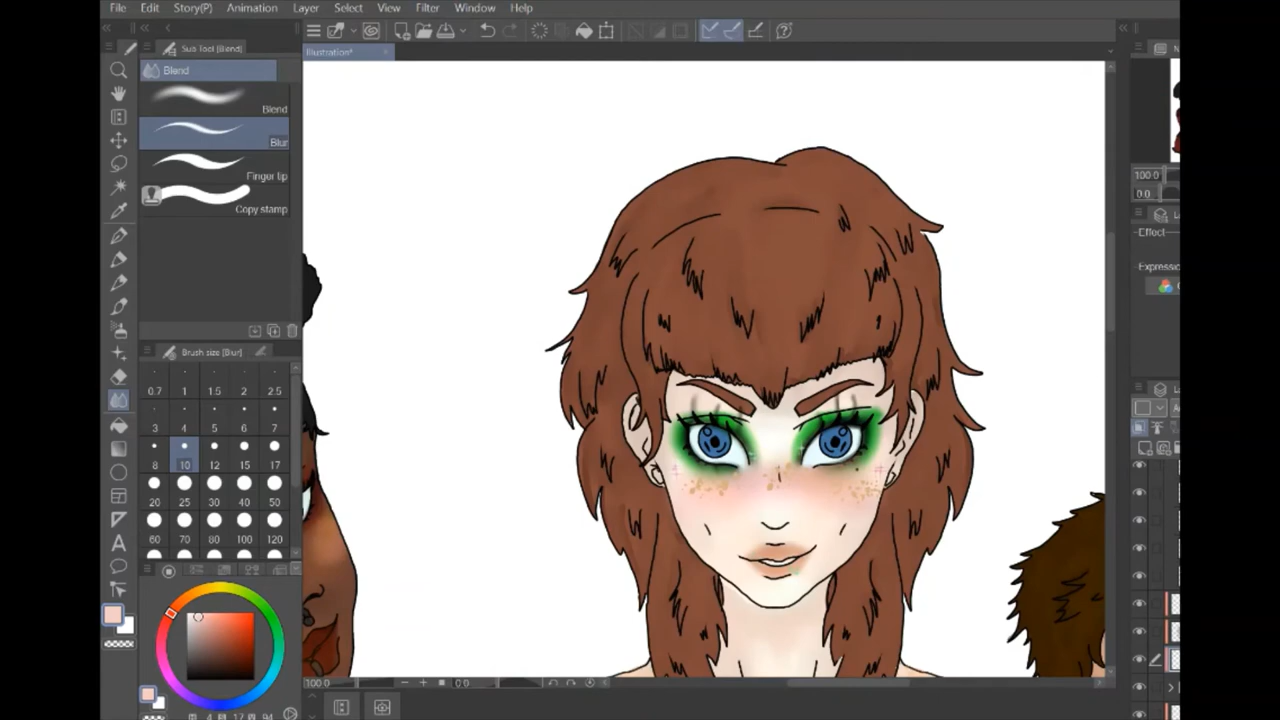 File Edit Story(P) Animation Layer Select View Filter Window Help
Sub Tool [Blend]
Illustration*
Blend
Blend
Blur
Finger tip
Copy stamp
100.0
0.0
Effect
Expressio
Brush size [Blur]
0.7 1 1.5 2 2.5
3 4 5 6 7
8 10 12 15 17
20 25 30 40 50
60 70 80 100 120
100.0
0.0